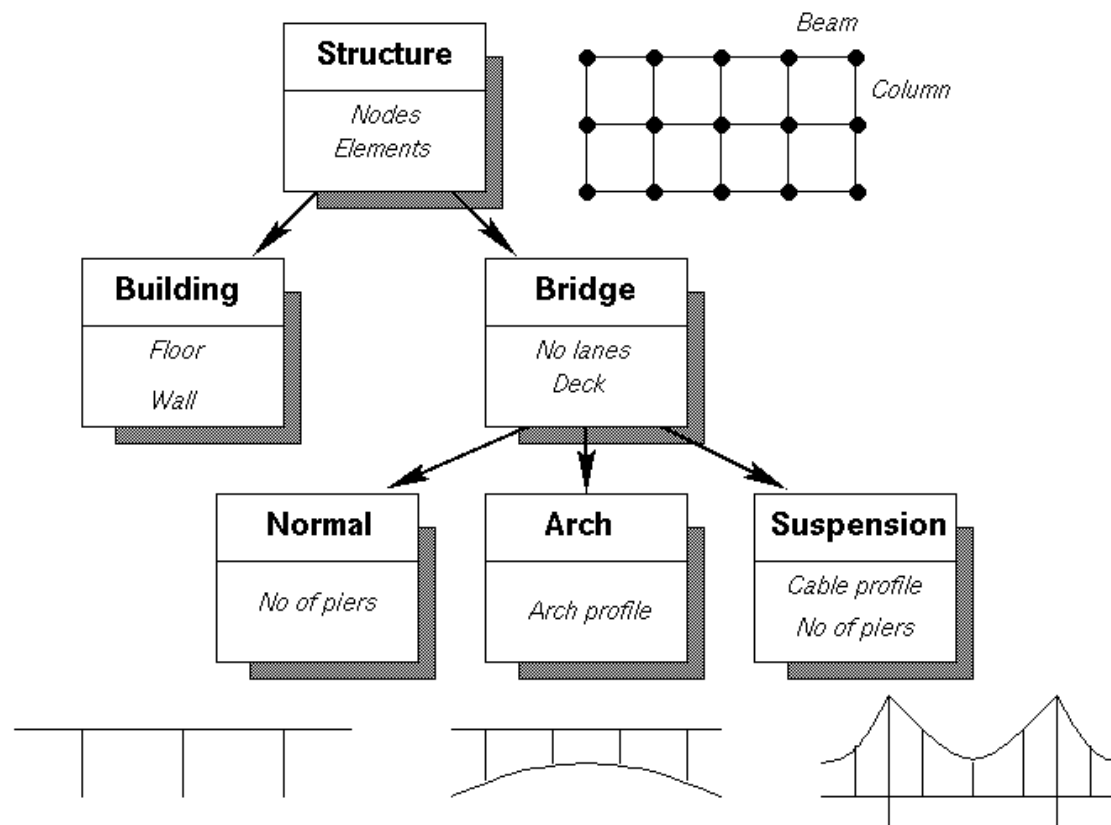 Structure
Nodes
Elements
Beam
Column
Building
Floor
Wall
Bridge
No lanes
Deck
Normal
No of piers
Arch
Arch profile
Suspension
Cable profile
No of piers